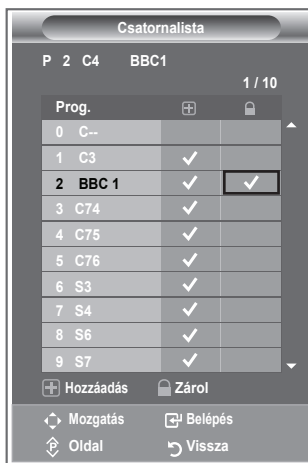 Csatornalista
P 2 C4 BBC1
1 / 10
Prog.
0 C--
1 C3
2 BBC 1
3 C74
4 C75
5 C76
6 S3
7 S4
8 S6
9 S7
Hozzáadás Zárol
Mozgatás Belépés
Oldal Vissza